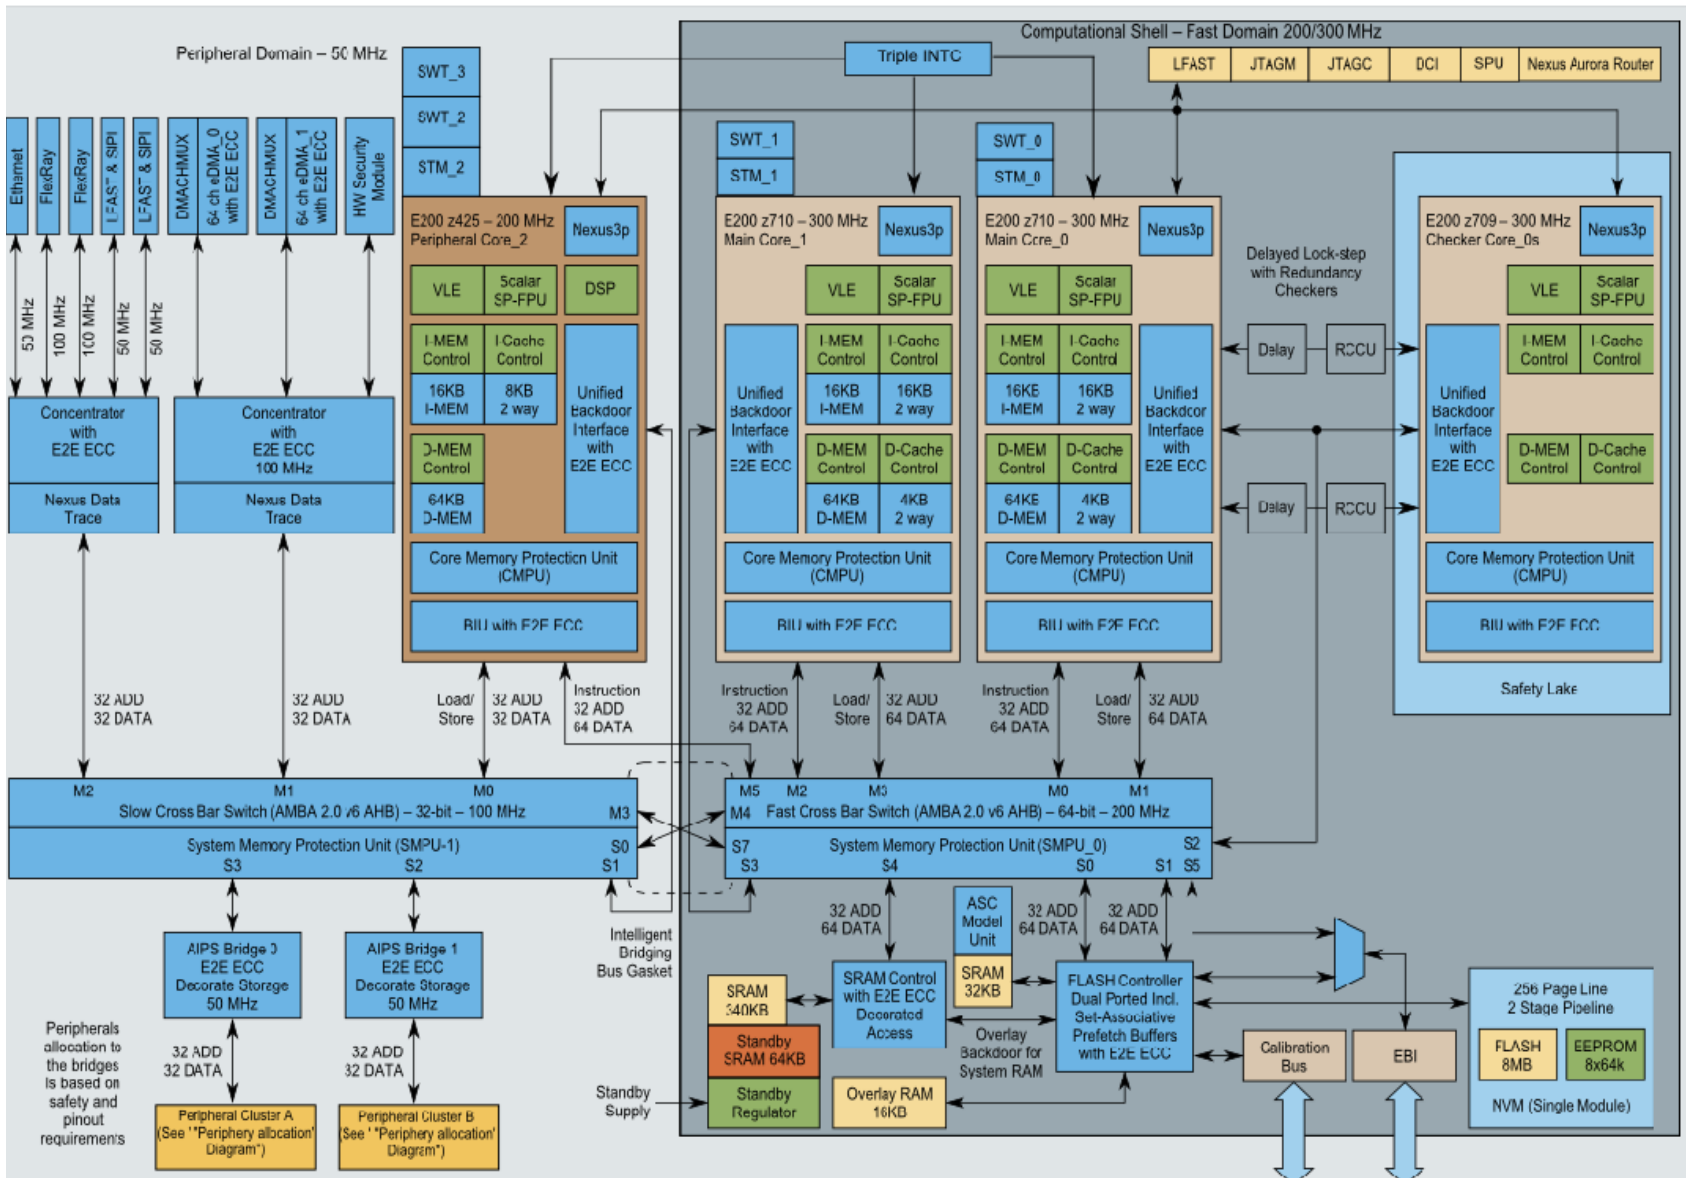 Computational Shell – Fast Domain 200/300 MHz
Peripheral Domain – 50 MHz
Triple INTC
LFAST
JTAGM
JTAGC
DCI
SPU
Nexus Aurora Router
SWT_3
SWT_2
STM_2
SWT_1
STM_1
SWT_0
STM_0
Ethernet
FlexRay
FlexRay
LFAST & SIPI
LFAST & SIPI
DMACHMUX
64 ch eDMA_0
with E2E ECC
DMACHMUX
64 ch eDMA_1
with E2E ECC
HW Security
Module
50 MHz
100 MHz
100 MHz
50 MHz
50 MHz
Concentrator
with
E2E ECC
Nexus Data
Trace
Concentrator
with
E2E ECC
100 MHz
Nexus Data
Trace
E200 z425 – 200 MHz
Peripheral Core_2
Nexus3p
VLE
Scalar
SP-FPU
DSP
I-MEM
Control
I-Cache
Control
16KB
I-MEM
8KB
2 way
D-MEM
Control
64KB
D-MEM
Unified
Backdoor
Interface
with
E2E ECC
Core Memory Protection Unit
(CMPU)
BIU with E2E ECC
E200 z710 – 300 MHz
Main Core_1
Nexus3p
VLE
Scalar
SP-FPU
Unified
Backdoor
Interface
with
E2E ECC
I-MEM
Control
I-Cache
Control
16KB
I-MEM
16KB
2 way
D-MEM
Control
D-Cache
Control
64KB
D-MEM
4KB
2 way
Core Memory Protection Unit
(CMPU)
BIU with E2E ECC
E200 z710 – 300 MHz
Main Core_0
Nexus3p
VLE
Scalar
SP-FPU
I-MEM
Control
I-Cache
Control
16KB
I-MEM
16KB
2 way
D-MEM
Control
D-Cache
Control
64KB
D-MEM
4KB
2 way
Unified
Backdoor
Interface
with
E2E ECC
Core Memory Protection Unit
(CMPU)
BIU with E2E ECC
Delayed Lock-step
with Redundancy
Checkers
Delay
RCCU
Delay
RCCU
E200 z709 – 300 MHz
Checker Core_0s
Nexus3p
VLE
Scalar
SP-FPU
Unified
Backdoor
Interface
with
E2E ECC
I-MEM
Control
I-Cache
Control
D-MEM
Control
D-Cache
Control
Core Memory Protection Unit
(CMPU)
BIU with E2E ECC
Safety Lake
32 ADD
32 DATA
32 ADD
32 DATA
Load/
Store
32 ADD
32 DATA
Instruction
32 ADD
64 DATA
Instruction
32 ADD
64 DATA
Load/
Store
32 ADD
64 DATA
Instruction
32 ADD
64 DATA
Load/
Store
32 ADD
64 DATA
M2
M1
M0
Slow Cross Bar Switch (AMBA 2.0 v6 AHB) – 32-bit – 100 MHz
M3
System Memory Protection Unit (SMPU-1)
S0
S3
S2
S1
M5
M2
M3
M0
M1
M4
Fast Cross Bar Switch (AMBA 2.0 v6 AHB) – 64-bit – 200 MHz
S7
System Memory Protection Unit (SMPU_0)
S2
S3
S4
S0
S1
S5
AIPS Bridge 0
E2E ECC
Decorate Storage
50 MHz
AIPS Bridge 1
E2E ECC
Decorate Storage
50 MHz
Intelligent
Bridging
Bus Gasket
32 ADD
64 DATA
ASC
Model
Unit
SRAM
32KB
32 ADD
64 DATA
32 ADD
64 DATA
SRAM
340KB
Standby
SRAM 64KB
Standby
Regulator
Standby
Supply
SRAM Control
with E2E ECC
Decorated
Access
Overlay
Backdoor for
System RAM
Overlay RAM
16KB
FLASH Controller
Dual Ported Incl.
Set-Associative
Prefetch Buffers
with E2E ECC
Calibration
Bus
EBI
256 Page Line
2 Stage Pipeline
FLASH
8MB
EEPROM
8x64k
NVM (Single Module)
Peripherals
allocation to
the bridges
is based on
safety and
pinout
requirements
32 ADD
32 DATA
32 ADD
32 DATA
Peripheral Cluster A
(See ' "Periphery allocation'
Diagram")
Peripheral Cluster B
(See ' "Periphery allocation'
Diagram")